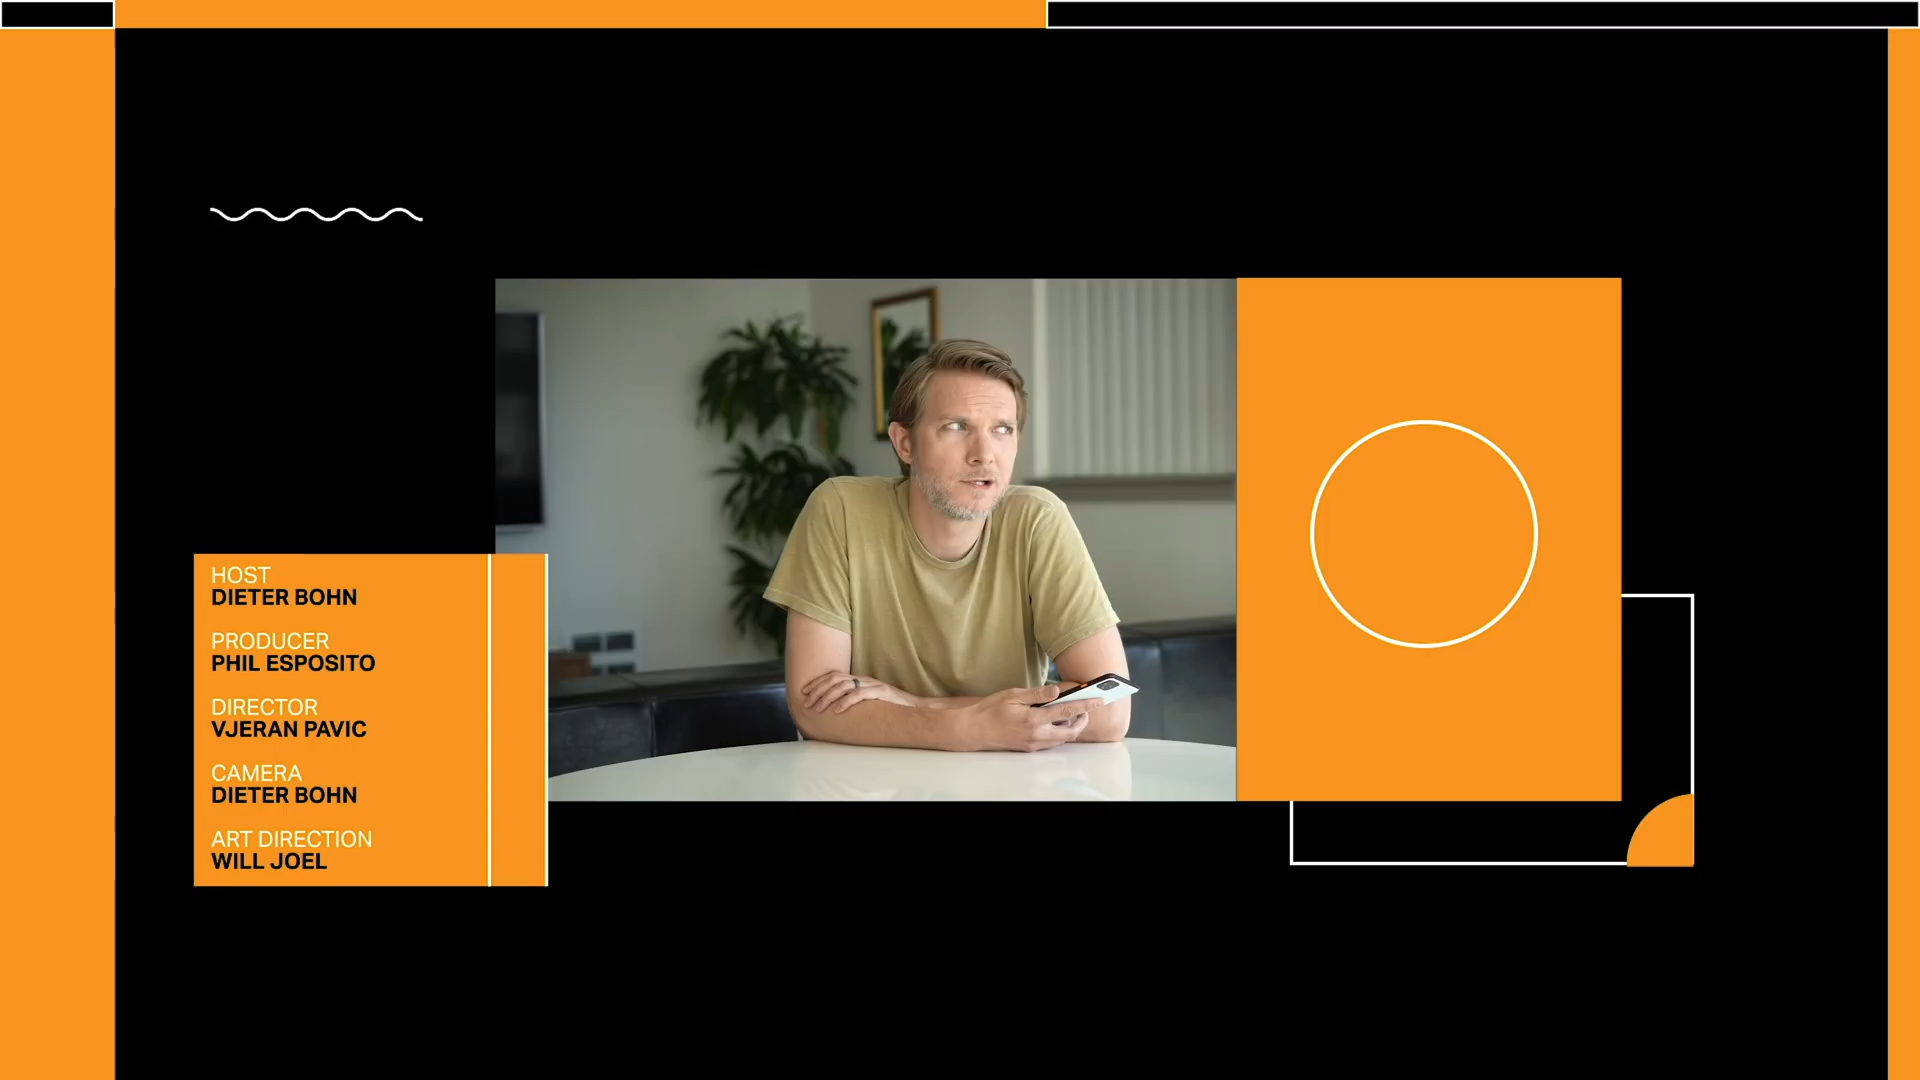 HOST
DIETER BOHN
PRODUCER
PHIL ESPOSITO
DIRECTOR
VJERAN PAVIC
CAMERA
DIETER BOHN
ART DIRECTION
WILL JOEL